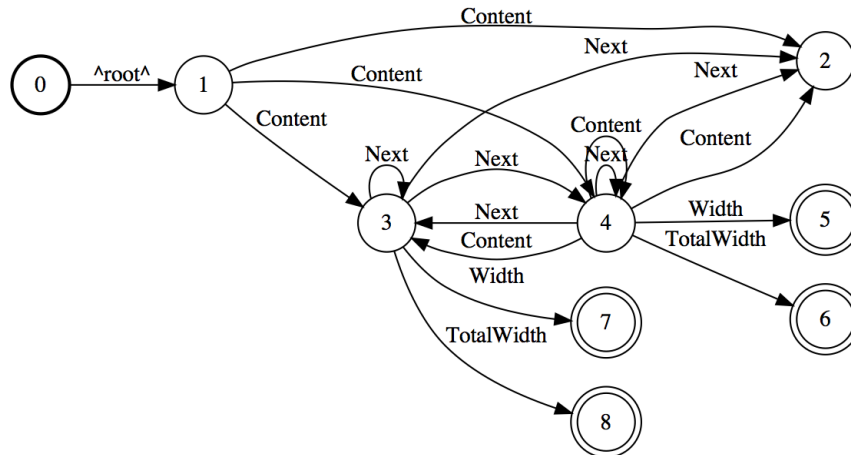 Content
Next
2
0
^root^
1
Content
Next
Content
Content
Content
Next
Next
Next
3
Next
4
Width
5
Content
TotalWidth
Width
7
6
TotalWidth
8